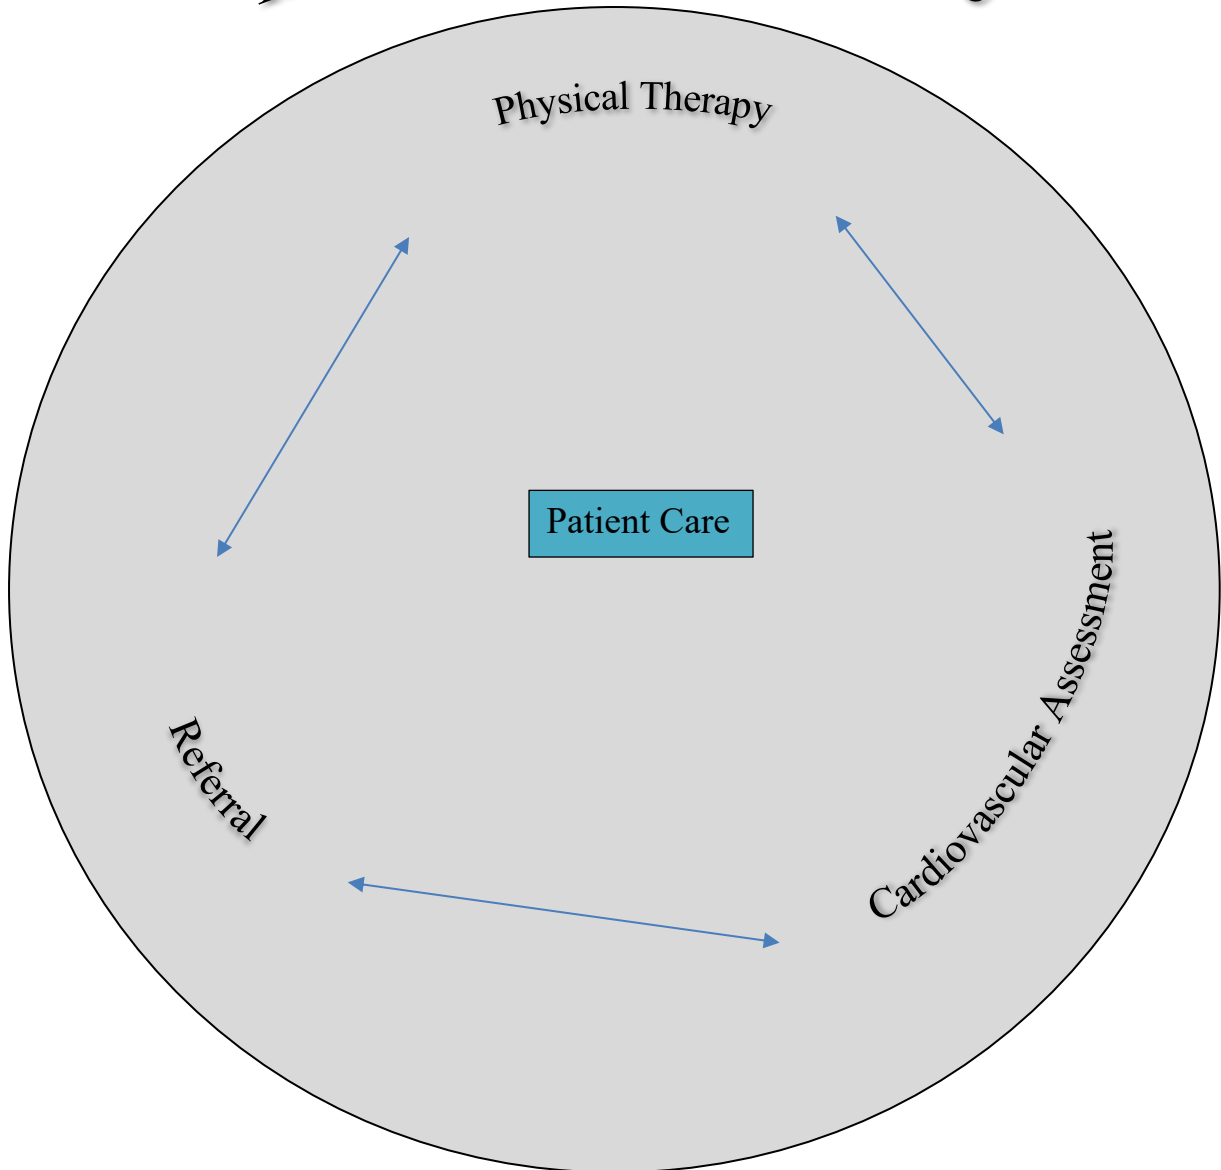 Physical Therapy
Patient Care
Cardiovascular Assessment
Referral